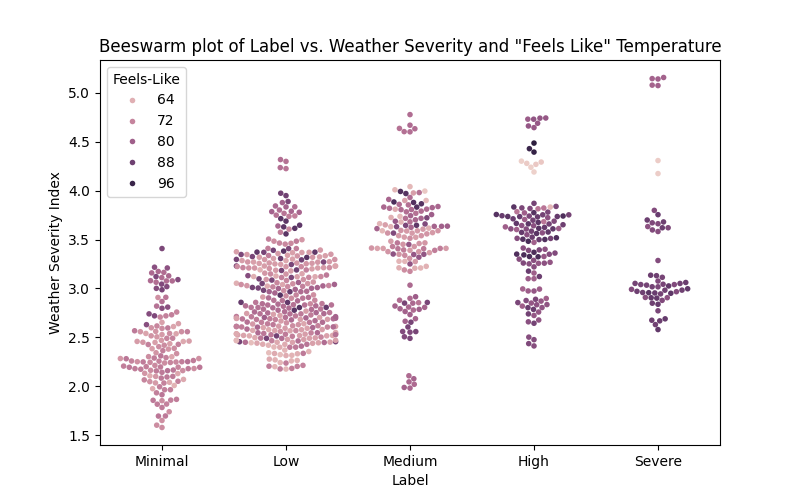 Beeswarm plot of Label vs. Weather Severity and "Feels Like" Temperature
Feels-Like
64
72
80
88
96
5.0
4.5
4.0
3.5
3.0
2.5
2.0
1.5
Weather Severity Index
Minimal
Low
Medium
High
Severe
Label